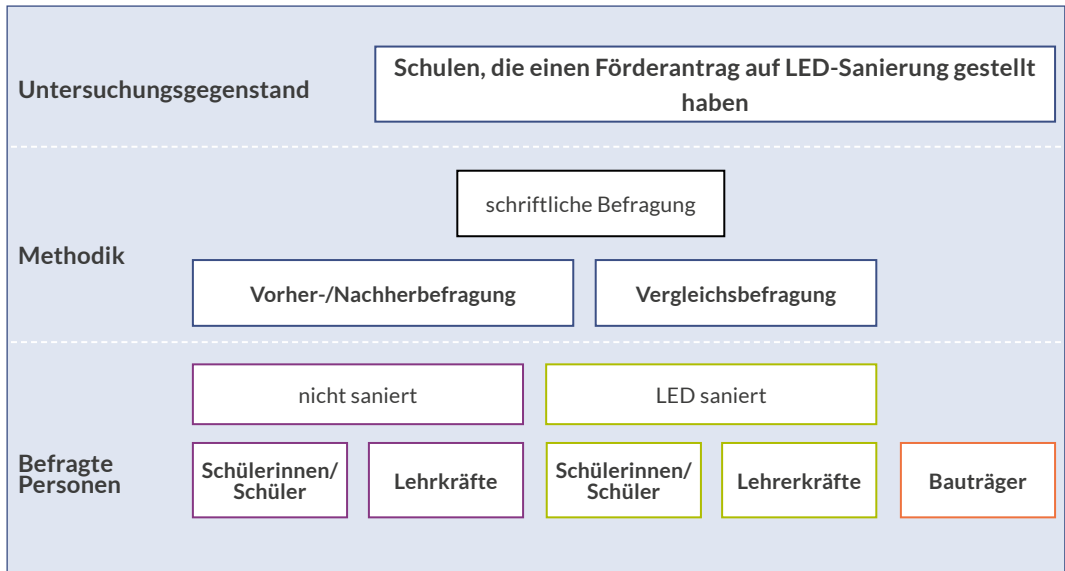 Untersuchungsgegenstand
Schulen, die einen Förderantrag auf LED-Sanierung gestellt
haben
Methodik
schriftliche Befragung
Vorher-/Nachherbefragung
Vergleichsbefragung
Befragte
Personen
nicht saniert
LED saniert
Schülerinnen/
Schüler
Lehrkräfte
Schülerinnen/
Schüler
Lehrerkräfte
Bauträger